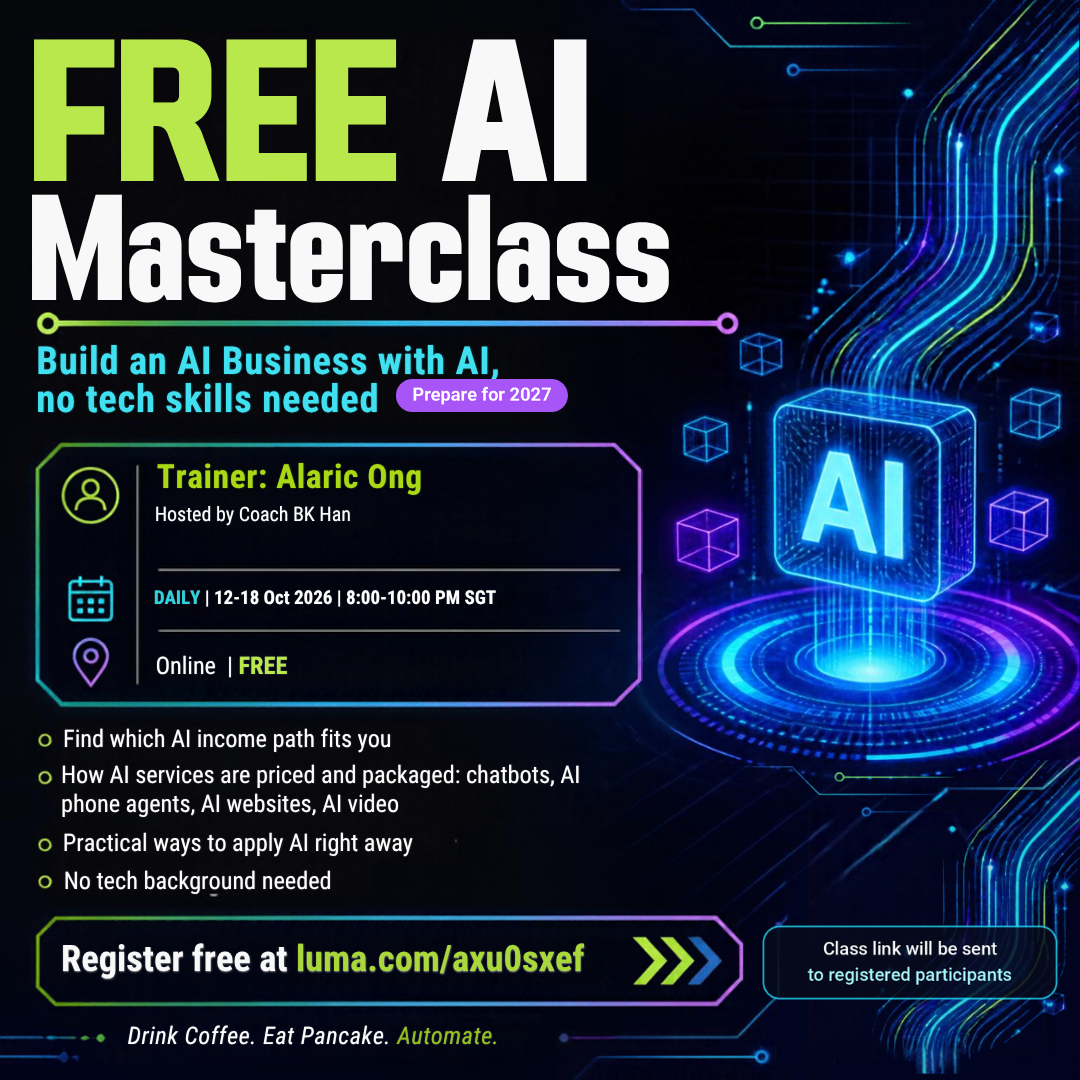 FREE AI
Masterclass
Build an AI Business with AI,
no tech skills needed
Prepare for 2027
Trainer: Alaric Ong
Hosted by Coach BK Han
DAILY | 12-18 Oct 2026 | 8:00-10:00 PM SGT
Online | FREE
Find which AI income path fits you
How AI services are priced and packaged: chatbots, AI
phone agents, AI websites, AI video
Practical ways to apply AI right away
No tech background needed
AI
Register free at luma.com/axu0sxef
Class link will be sent
to registered participants
Drink Coffee. Eat Pancake. Automate.